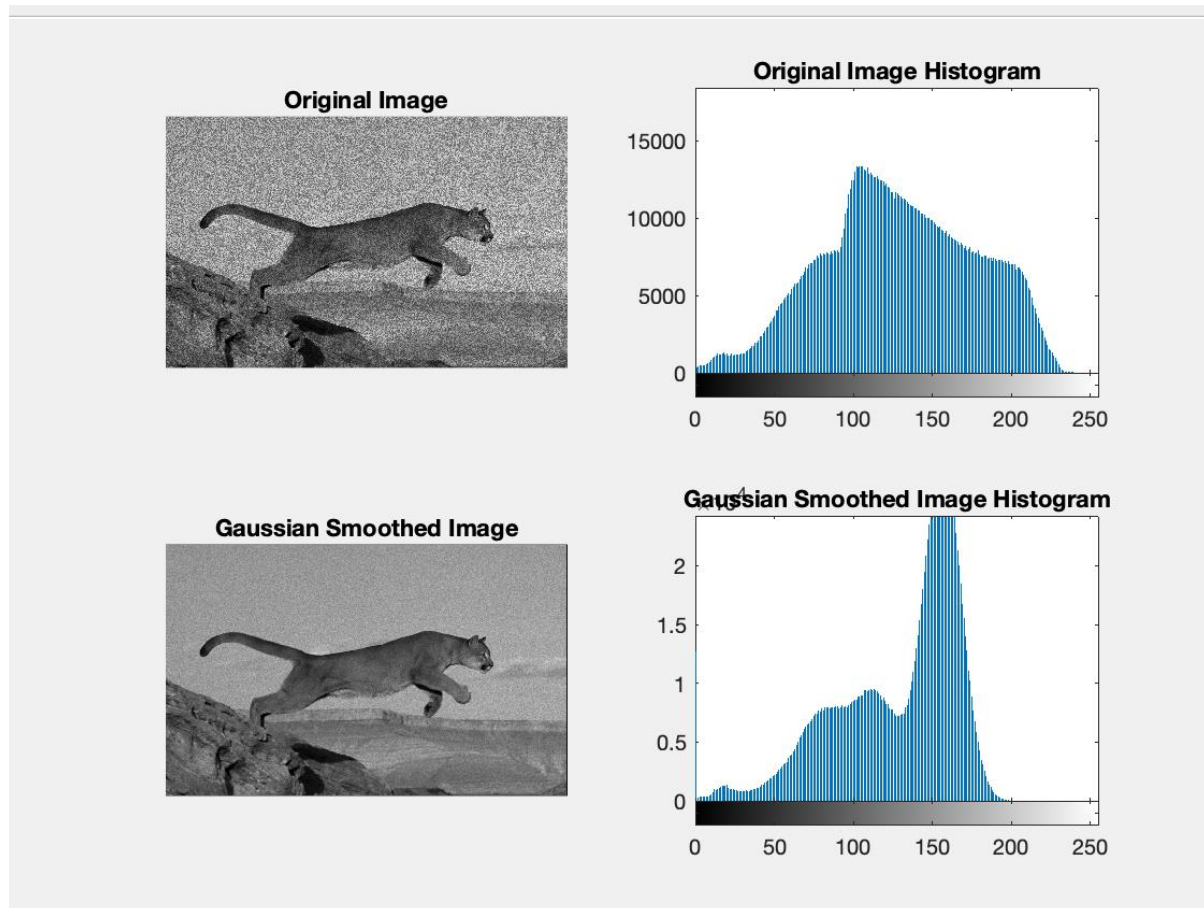 Original Image
Original Image Histogram
15000
10000
5000
0
0 50 100 150 200 250
Gaussian Smoothed Image
Gaussian Smoothed Image Histogram
2
1.5
1
0.5
0
0 50 100 150 200 250